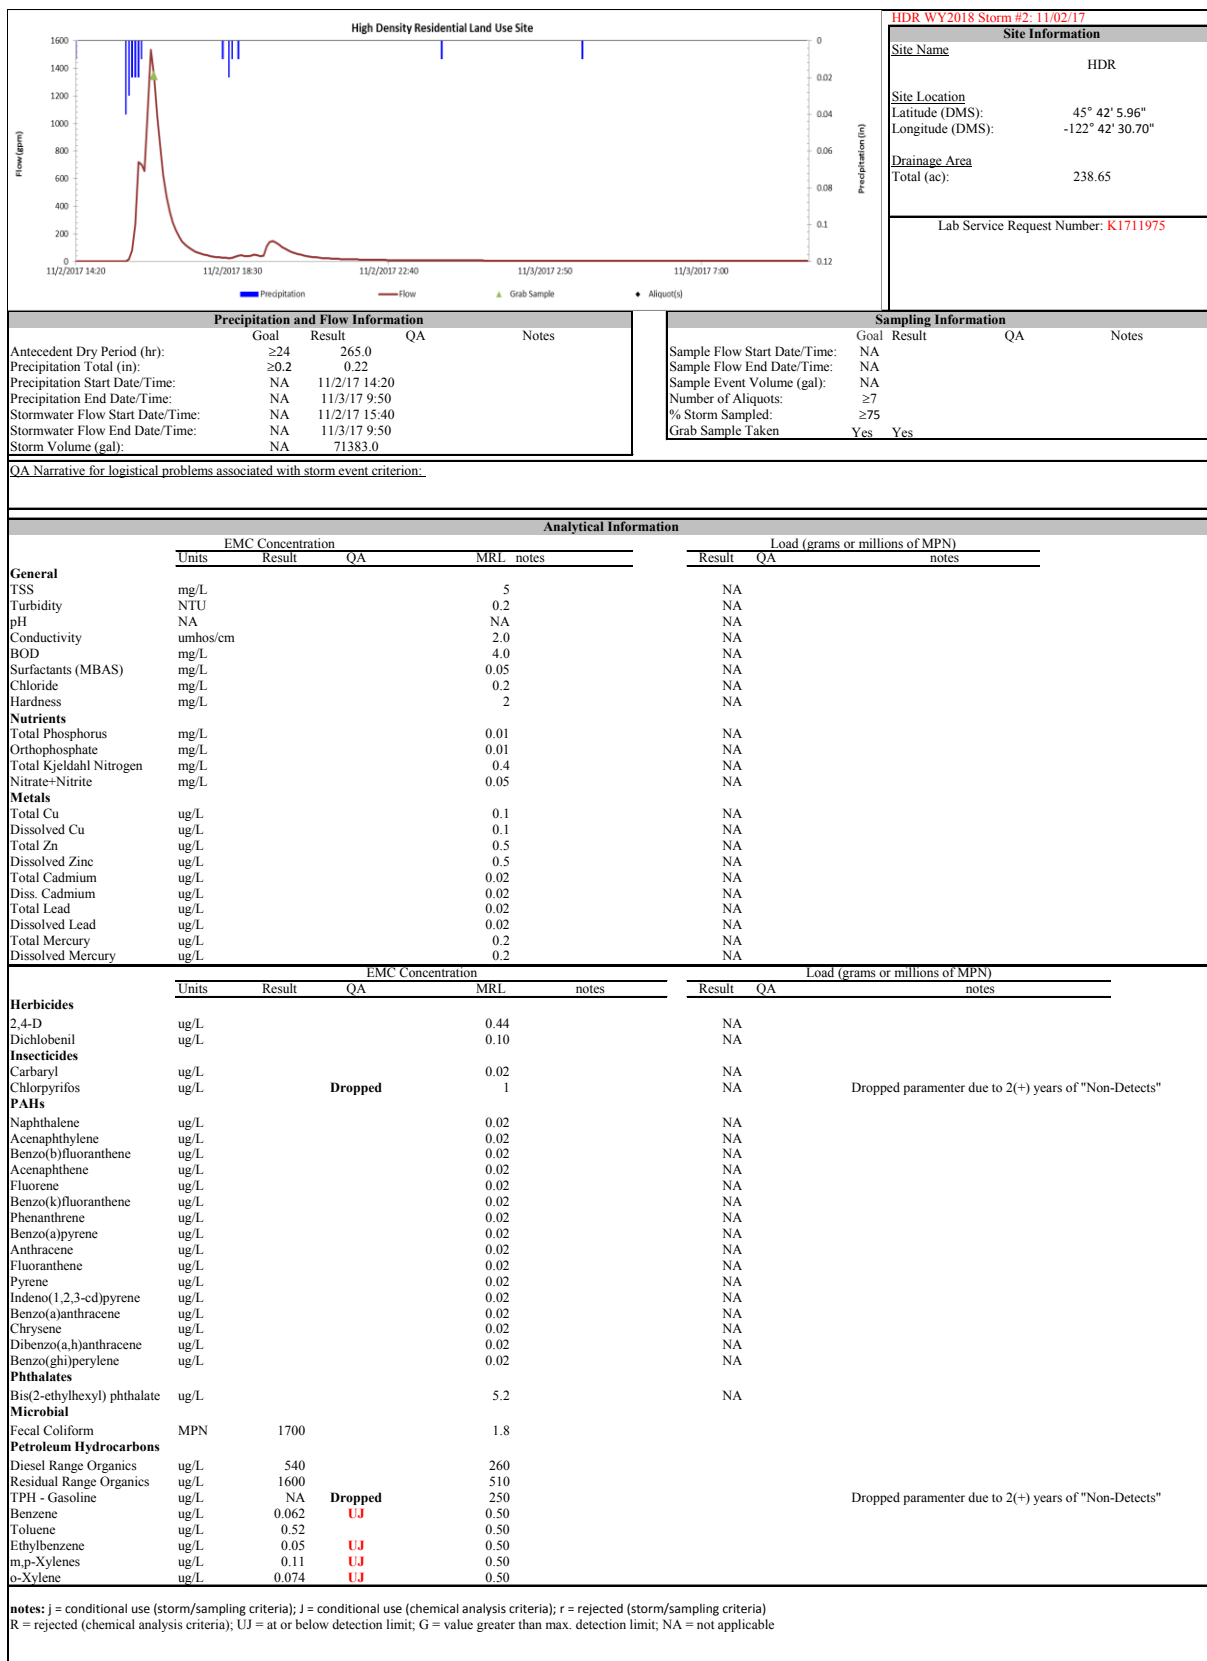 HDR WY2018 Storm #2: 11/02/17
High Density Residential Land Use Site
Flow (gpm)
1600
1400
1200
1000
800
600
400
200
0
0
0.02
0.04
0.06
0.08
0.1
0.12
Precipitation (in)
11/2/2017 14:20 11/2/2017 18:30 11/2/2017 22:40 11/3/2017 2:50 11/3/2017 7:00
Precipitation Flow Grab Sample Aliquot(s)
Site Information
Site Name
HDR
Site Location
Latitude (DMS): 45° 42' 5.96"
Longitude (DMS): -122° 42' 30.70"
Drainage Area
Total (ac): 238.65
Lab Service Request Number: K1711975
Precipitation and Flow Information
Goal Result QA Notes
Antecedent Dry Period (hr): ≥24 265.0
Precipitation Total (in): ≥0.2 0.22
Precipitation Start Date/Time: NA 11/2/17 14:20
Precipitation End Date/Time: NA 11/3/17 9:50
Stormwater Flow Start Date/Time: NA 11/2/17 15:40
Stormwater Flow End Date/Time: NA 11/3/17 9:50
Storm Volume (gal): NA 71383.0
Sampling Information
Goal Result QA Notes
Sample Flow Start Date/Time: NA
Sample Flow End Date/Time: NA
Sample Event Volume (gal): NA
Number of Aliquots: ≥7
% Storm Sampled: ≥75
Grab Sample Taken Yes Yes
QA Narrative for logistical problems associated with storm event criterion:
Analytical Information
EMC Concentration Load (grams or millions of MPN)
Units Result QA MRL notes Result QA notes
General
TSS mg/L 5 NA
Turbidity NTU 0.2 NA
pH NA NA NA
Conductivity umhos/cm 2.0 NA
BOD mg/L 4.0 NA
Surfactants (MBAS) mg/L 0.05 NA
Chloride mg/L 0.2 NA
Hardness mg/L 2 NA
Nutrients
Total Phosphorus mg/L 0.01 NA
Orthophosphate mg/L 0.01 NA
Total Kjeldahl Nitrogen mg/L 0.4 NA
Nitrate+Nitrite mg/L 0.05 NA
Metals
Total Cu ug/L 0.1 NA
Dissolved Cu ug/L 0.1 NA
Total Zn ug/L 0.5 NA
Dissolved Zinc ug/L 0.5 NA
Total Cadmium ug/L 0.02 NA
Diss. Cadmium ug/L 0.02 NA
Total Lead ug/L 0.02 NA
Dissolved Lead ug/L 0.02 NA
Total Mercury ug/L 0.2 NA
Dissolved Mercury ug/L 0.2 NA
EMC Concentration Load (grams or millions of MPN)
Units Result QA MRL notes Result QA notes
Herbicides
2,4-D ug/L 0.44 NA
Dichlobenil ug/L 0.10 NA
Insecticides
Carbaryl ug/L 0.02 NA
Chlorpyrifos ug/L Dropped 1 NA Dropped paramenter due to 2(+) years of "Non-Detects"
PAHs
Naphthalene ug/L 0.02 NA
Acenaphthylene ug/L 0.02 NA
Benzo(b)fluoranthene ug/L 0.02 NA
Acenaphthene ug/L 0.02 NA
Fluorene ug/L 0.02 NA
Benzo(k)fluoranthene ug/L 0.02 NA
Phenanthrene ug/L 0.02 NA
Benzo(a)pyrene ug/L 0.02 NA
Anthracene ug/L 0.02 NA
Fluoranthene ug/L 0.02 NA
Pyrene ug/L 0.02 NA
Indeno(1,2,3-cd)pyrene ug/L 0.02 NA
Benzo(a)anthracene ug/L 0.02 NA
Chrysene ug/L 0.02 NA
Dibenzo(a,h)anthracene ug/L 0.02 NA
Benzo(ghi)perylene ug/L 0.02 NA
Phthalates
Bis(2-ethylhexyl) phthalate ug/L 5.2 NA
Microbial
Fecal Coliform MPN 1700 1.8
Petroleum Hydrocarbons
Diesel Range Organics ug/L 540 260
Residual Range Organics ug/L 1600 510
TPH - Gasoline ug/L NA Dropped 250 Dropped paramenter due to 2(+) years of "Non-Detects"
Benzene ug/L 0.062 UJ 0.50
Toluene ug/L 0.52 0.50
Ethylbenzene ug/L 0.05 UJ 0.50
m,p-Xylenes ug/L 0.11 UJ 0.50
o-Xylene ug/L 0.074 UJ 0.50
notes: j = conditional use (storm/sampling criteria); J = conditional use (chemical analysis criteria); r = rejected (storm/sampling criteria)
R = rejected (chemical analysis criteria); UJ = at or below detection limit; G = value greater than max. detection limit; NA = not applicable